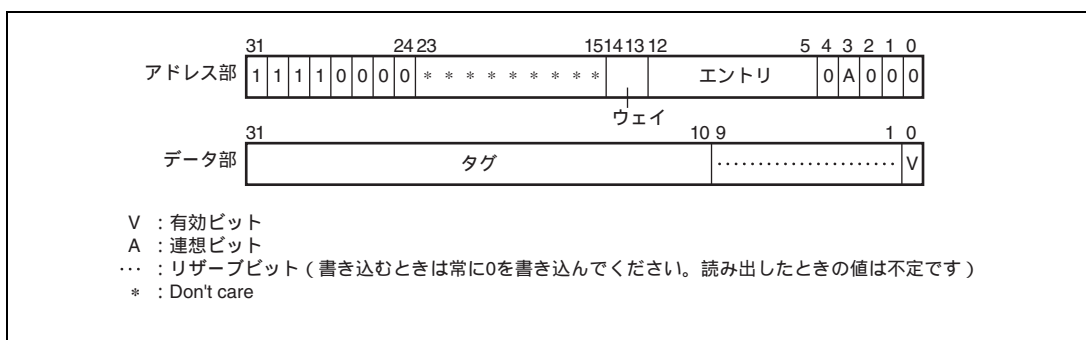 31 24 23 15 14 13 12 5 4 3 2 1 0
アドレス部 1 1 1 1 0 0 0 0 * * * * * * * * * エントリ 0 A 0 0 0
ウェイ
31 10 9 1 0
データ部 タグ ······················ V
V ：有効ビット
A ：連想ビット
··· ：リザーブビット（書き込むときは常に0を書き込んでください。読み出したときの値は不定です）
* ：Don't care